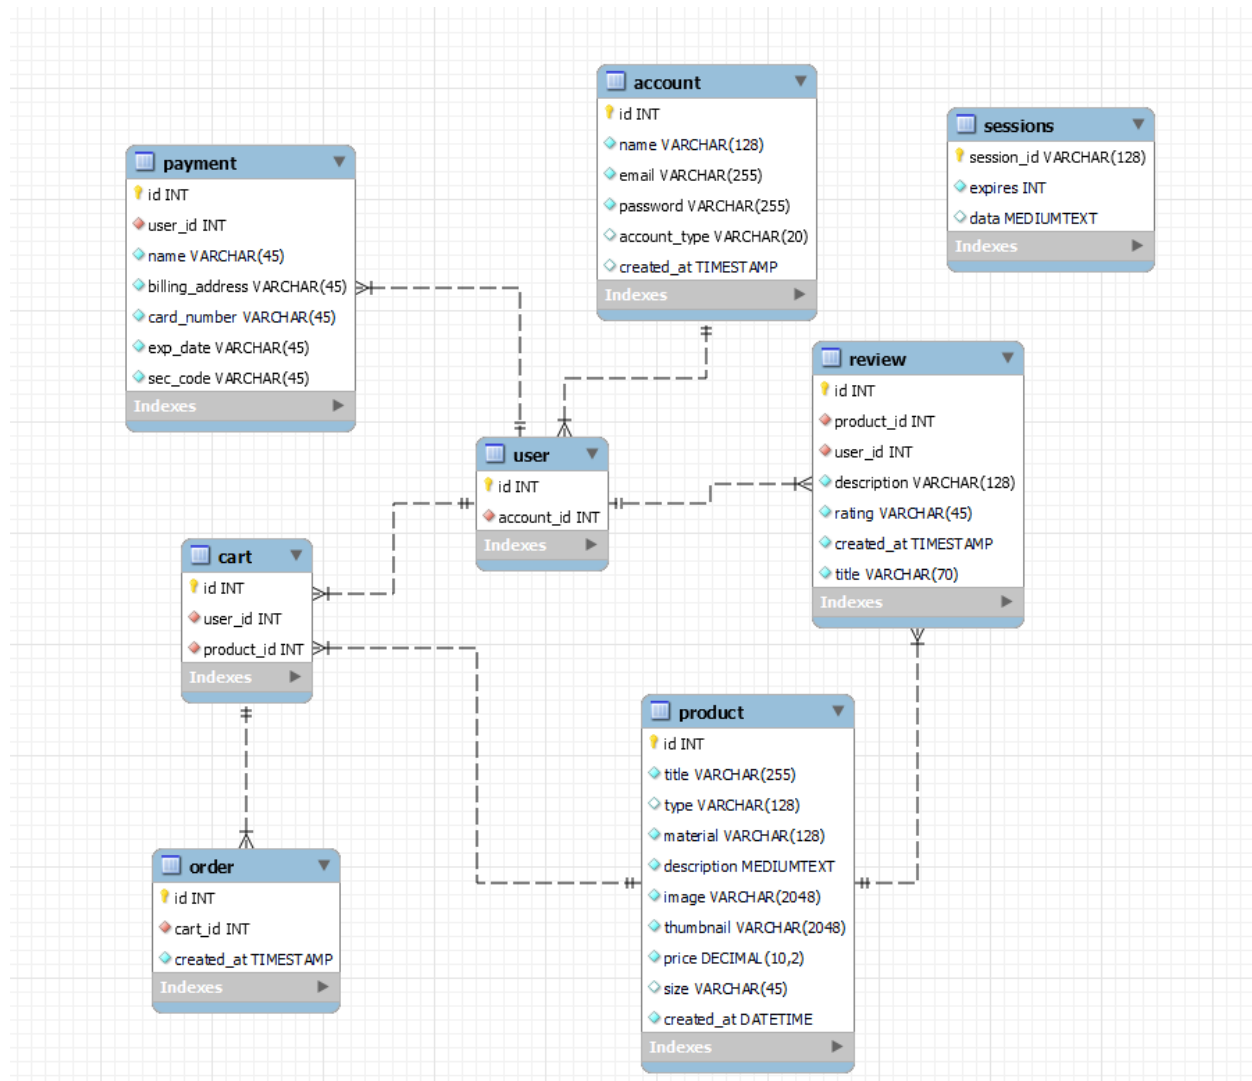 account
id INT
name VARCHAR(128)
email VARCHAR(255)
password VARCHAR(255)
account_type VARCHAR(20)
created_at TIMESTAMP
Indexes
sessions
session_id VARCHAR(128)
expires INT
data MEDIUMTEXT
Indexes
payment
id INT
user_id INT
name VARCHAR(45)
billing_address VARCHAR(45)
card_number VARCHAR(45)
exp_date VARCHAR(45)
sec_code VARCHAR(45)
Indexes
review
id INT
product_id INT
user_id INT
description VARCHAR(128)
rating VARCHAR(45)
created_at TIMESTAMP
title VARCHAR(70)
Indexes
user
id INT
account_id INT
Indexes
cart
id INT
user_id INT
product_id INT
Indexes
product
id INT
title VARCHAR(255)
type VARCHAR(128)
material VARCHAR(128)
description MEDIUMTEXT
image VARCHAR(2048)
thumbnail VARCHAR(2048)
price DECIMAL(10,2)
size VARCHAR(45)
created_at DATETIME
Indexes
order
id INT
cart_id INT
created_at TIMESTAMP
Indexes